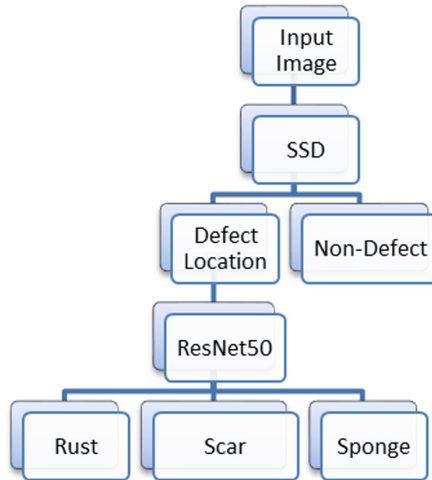 Input
Image
SSD
Defect
Location
Non-Defect
ResNet50
Rust
Scar
Sponge